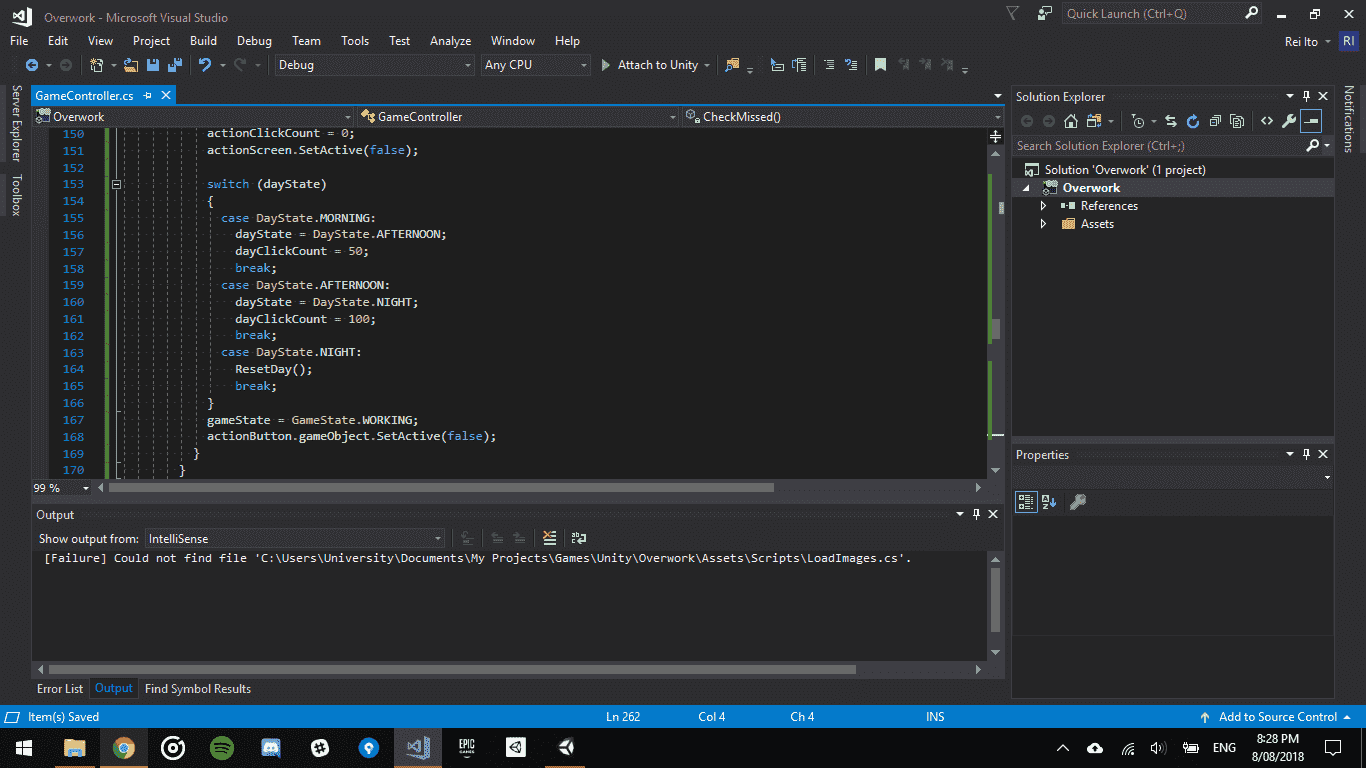 Overwork - Microsoft Visual Studio
Quick Launch (Ctrl+Q)
File Edit View Project Build Debug Team Tools Test Analyze Window Help
Rei Ito RI
Debug Any CPU Attach to Unity
Server Explorer
Toolbox
GameController.cs
Overwork GameController CheckMissed()
150 actionClickCount = 0;
151 actionScreen.SetActive(false);
152
153 switch (dayState)
154 {
155 case DayState.MORNING:
156 dayState = DayState.AFTERNOON;
157 dayClickCount = 50;
158 break;
159 case DayState.AFTERNOON:
160 dayState = DayState.NIGHT;
161 dayClickCount = 100;
162 break;
163 case DayState.NIGHT:
164 ResetDay();
165 break;
166 }
167 gameState = GameState.WORKING;
168 actionButton.gameObject.SetActive(false);
169 }
170 }
99 %
Output
Show output from: IntelliSense
[Failure] Could not find file 'C:\Users\University\Documents\My Projects\Games\Unity\Overwork\Assets\Scripts\LoadImages.cs'.
Error List Output Find Symbol Results
Solution Explorer
Search Solution Explorer (Ctrl+;)
Solution 'Overwork' (1 project)
Overwork
References
Assets
Properties
Notifications
Item(s) Saved Ln 262 Col 4 Ch 4 INS Add to Source Control
EPIC GAMES
ENG
8:28 PM
8/08/2018